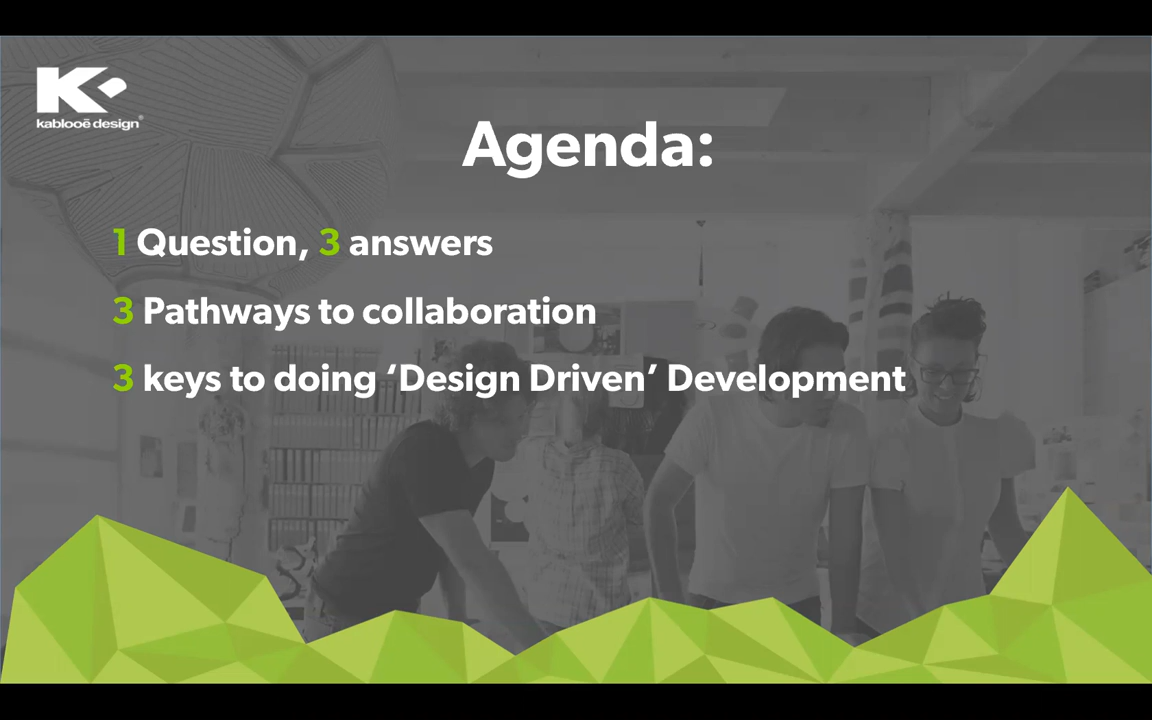 kablooē design®
Agenda:
1 Question, 3 answers
3 Pathways to collaboration
3 keys to doing ‘Design Driven’ Development